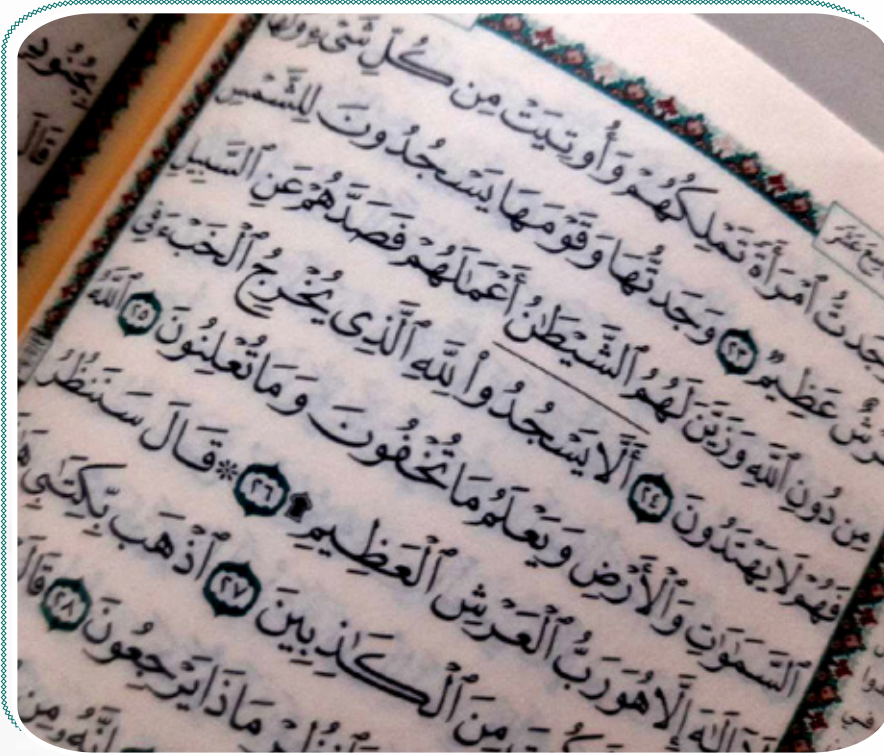 وَجَدتُّ ٱمۡرَأَةٗ تَمۡلِكُهُمۡ وَأُوتِيَتۡ مِن كُلِّ شَيۡءٖ وَلَهَا
عَرۡشٌ عَظِيمٞ ٢٣ وَجَدتُّهَا وَقَوۡمَهَا يَسۡجُدُونَ لِلشَّمۡسِ
مِن دُونِ ٱللَّهِ وَزَيَّنَ لَهُمُ ٱلشَّيۡطَٰنُ أَعۡمَٰلَهُمۡ فَصَدَّهُمۡ عَنِ ٱلسَّبِيلِ
فَهُمۡ لَا يَهۡتَدُونَ ٢٤ أَلَّا يَسۡجُدُواْ لِلَّهِ ٱلَّذِي يُخۡرِجُ ٱلۡخَبۡءَ فِي
ٱلسَّمَٰوَٰتِ وَٱلۡأَرۡضِ وَيَعۡلَمُ مَا تُخۡفُونَ وَمَا تُعۡلِنُونَ ٢٥ ٱللَّهُ
إِلَٰهَ إِلَّا هُوَ رَبُّ ٱلۡعَرۡشِ ٱلۡعَظِيمِ ۩ ٢٦ ۞ قَالَ سَنَنظُرُ
مِنَ ٱلۡكَٰذِبِينَ ٢٧ ٱذۡهَب بِّكِتَٰبِي
مَاذَا يَرۡجِعُونَ ٢٨ قَالَ